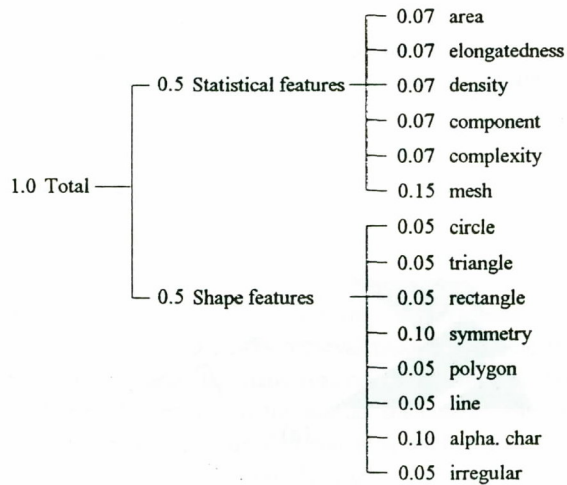 0.07 area
0.07 elongatedness
0.5 Statistical features
0.07 density
0.07 component
0.07 complexity
1.0 Total
0.15 mesh
0.05 circle
0.05 triangle
0.5 Shape features
0.05 rectangle
0.10 symmetry
0.05 polygon
0.05 line
0.10 alpha. char
0.05 irregular